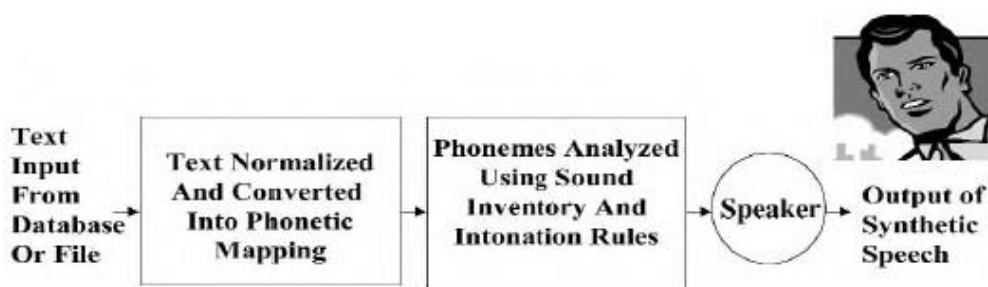 Text
Input
From
Database
Or File
Text Normalized
And Converted
Into Phonetic
Mapping
Phonemes Analyzed
Using Sound
Inventory And
Intonation Rules
Speaker
Output of
Synthetic
Speech